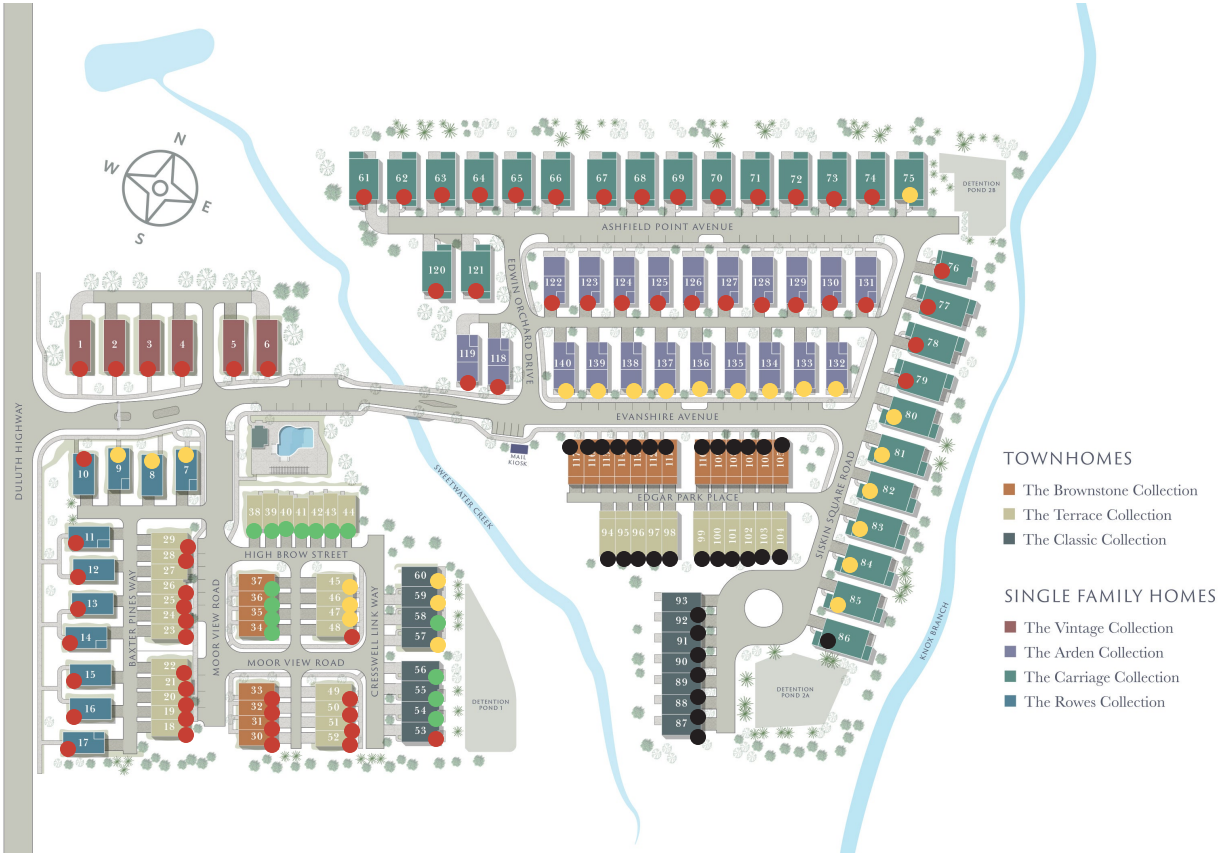 N
W
E
S
61 62 63 64 65 66 67 68 69 70 71 72 73 74 75
DETENTION
POND 2B
ASHFIELD POINT AVENUE
120 121
EDWIN ORCHARD DRIVE
122 123 124 125 126 127 128 129 130 131
76
77
78
79
80
81
82
83
84
85
86
119 118
140 139 138 137 136 135 134 133 132
EVANSHIRE AVENUE
1 2 3 4 5 6
DULUTH HIGHWAY
10 9 8 7
MAIL
KIOSK
SWEETWATER CREEK
EDGAR PARK PLACE
SISKIN SQUARE ROAD
94 95 96 97 98
99 100 101 102 103 104
38 39 40 41 42 43 44
HIGH BROW STREET
11
12
13
14
15
16
17
BAXTER PINES WAY
29
28
27
26
25
24
23
22
21
20
19
18
MOOR VIEW ROAD
37
36
35
34
45
46
47
48
MOOR VIEW ROAD
33
32
31
30
49
50
51
52
CRESSWELL LINK WAY
60
59
58
57
56
55
54
53
DETENTION
POND 1
93
92
91
90
89
88
87
DETENTION
POND 2A
KNOX BRANCH
TOWNHOMES
The Brownstone Collection
The Terrace Collection
The Classic Collection
SINGLE FAMILY HOMES
The Vintage Collection
The Arden Collection
The Carriage Collection
The Rowes Collection